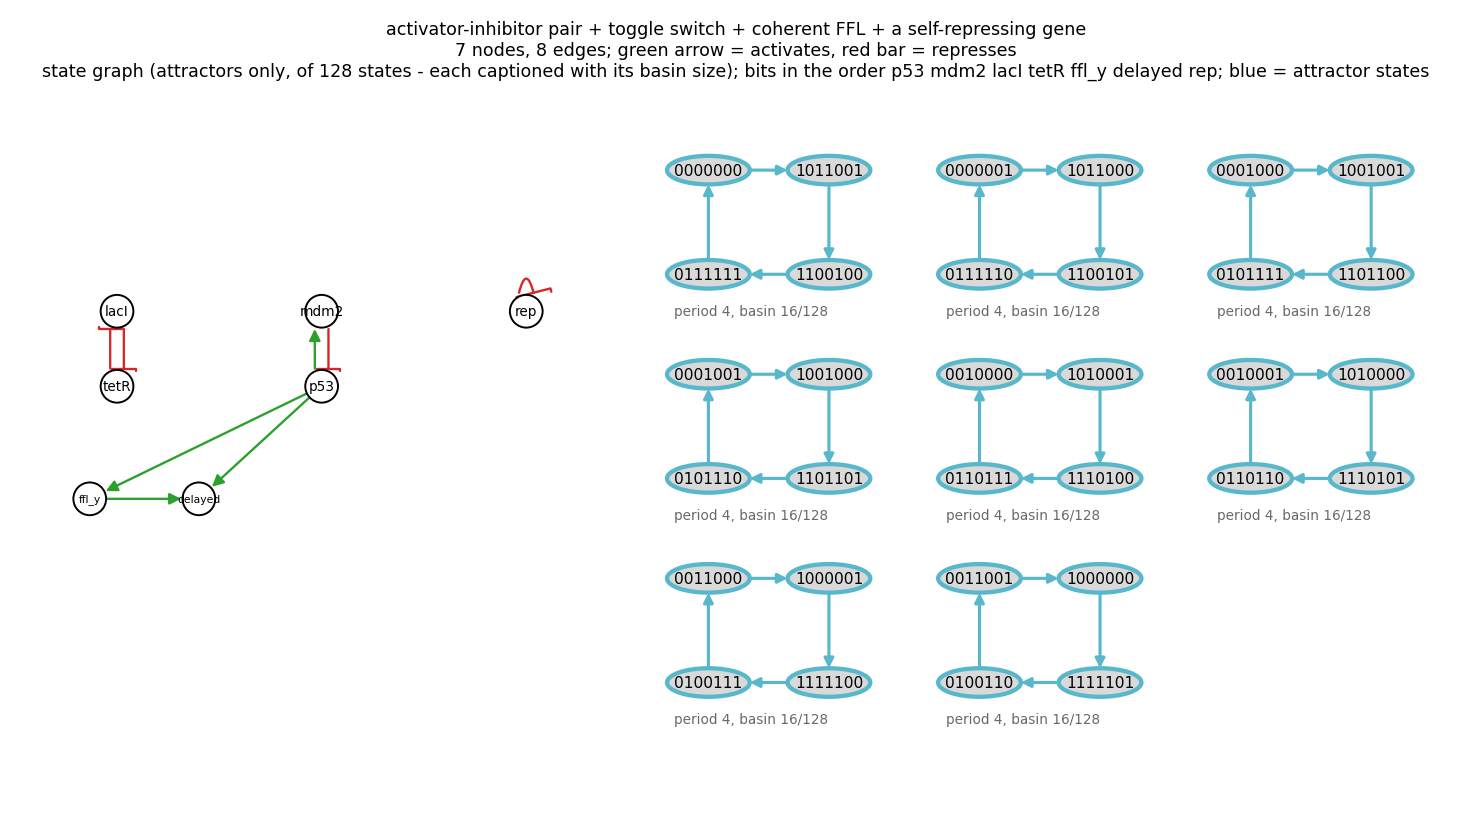 activator-inhibitor pair + toggle switch + coherent FFL + a self-repressing gene
7 nodes, 8 edges; green arrow = activates, red bar = represses
state graph (attractors only, of 128 states - each captioned with its basin size); bits in the order p53 mdm2 lacI tetR ffl_y delayed rep; blue = attractor states
0000000 1011001 0000001 1011000 0001000 1001001
0111111 1100100 0111110 1100101 0101111 1101100
lacI mdm2 rep period 4, basin 16/128 period 4, basin 16/128 period 4, basin 16/128
0001001 1001000 0010000 1010001 0010001 1010000
tetR p53
0101110 1101101 0110111 1110100 0110110 1110101
ffl_y delayed
period 4, basin 16/128 period 4, basin 16/128 period 4, basin 16/128
0011000 1000001 0011001 1000000
0100111 1111100 0100110 1111101
period 4, basin 16/128 period 4, basin 16/128